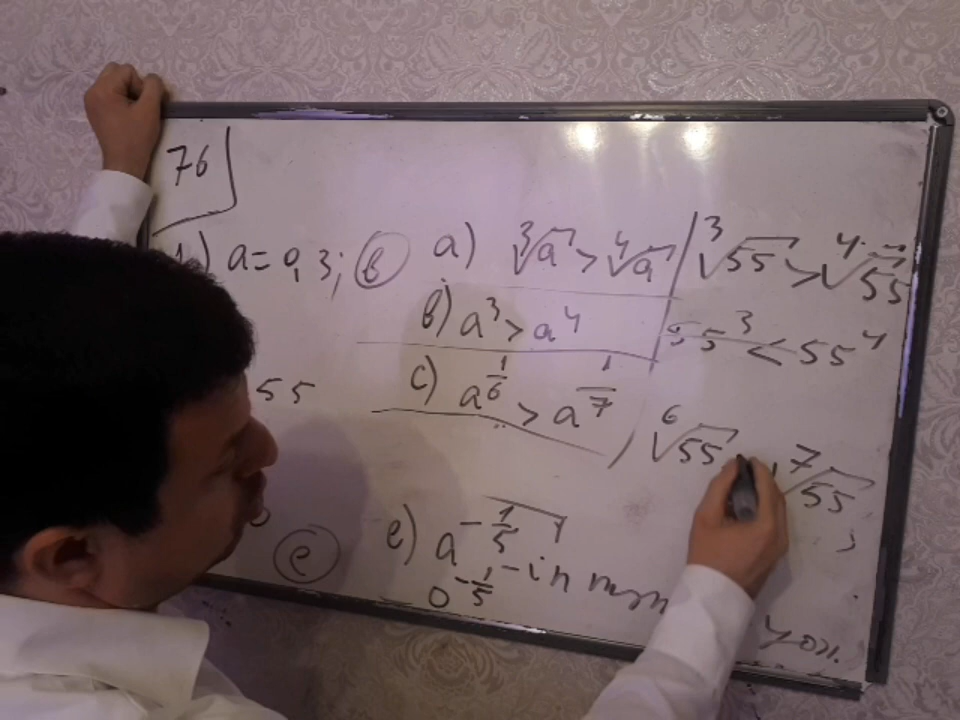 76
1) a = 0,3; (b) a) ∛a > ∜a | ∛55 > ∜55
b) a³ > a⁴ 55³ < 55⁴
55 c) a^(1/6) > a^(1/7) ⁶√55 ⁷√55
(e) e) a^(-1/5)
0^(-1/5) - in
yox.